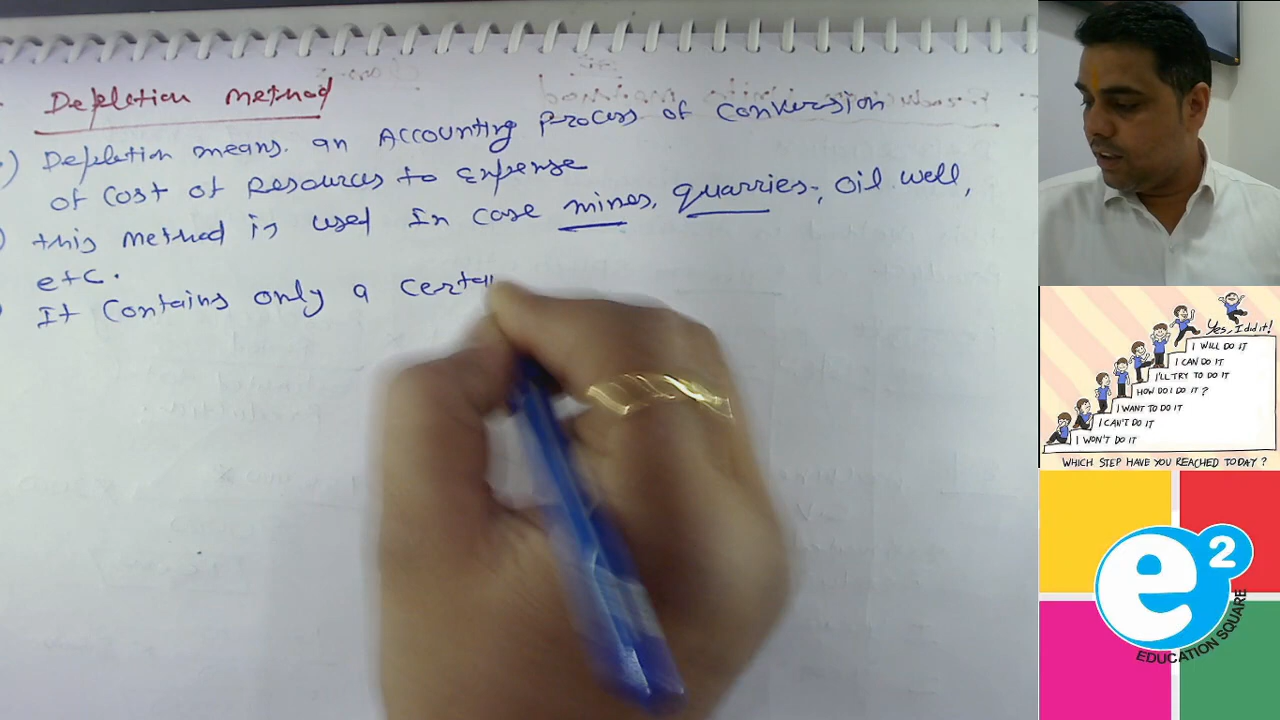 Depletion method
Depletion means. an Accounting Process of Conversion
of cost of Resources to Expense
this Method is used In case mines, quarries, oil well,
etc.
It Contains only a certai
Yes, I did it!
I WILL DO IT
I CAN DO IT
I'LL TRY TO DO IT
HOW DO I DO IT ?
I WANT TO DO IT
I CAN'T DO IT
I WON'T DO IT
WHICH STEP HAVE YOU REACHED TODAY ?
e2
EDUCATION SQUARE